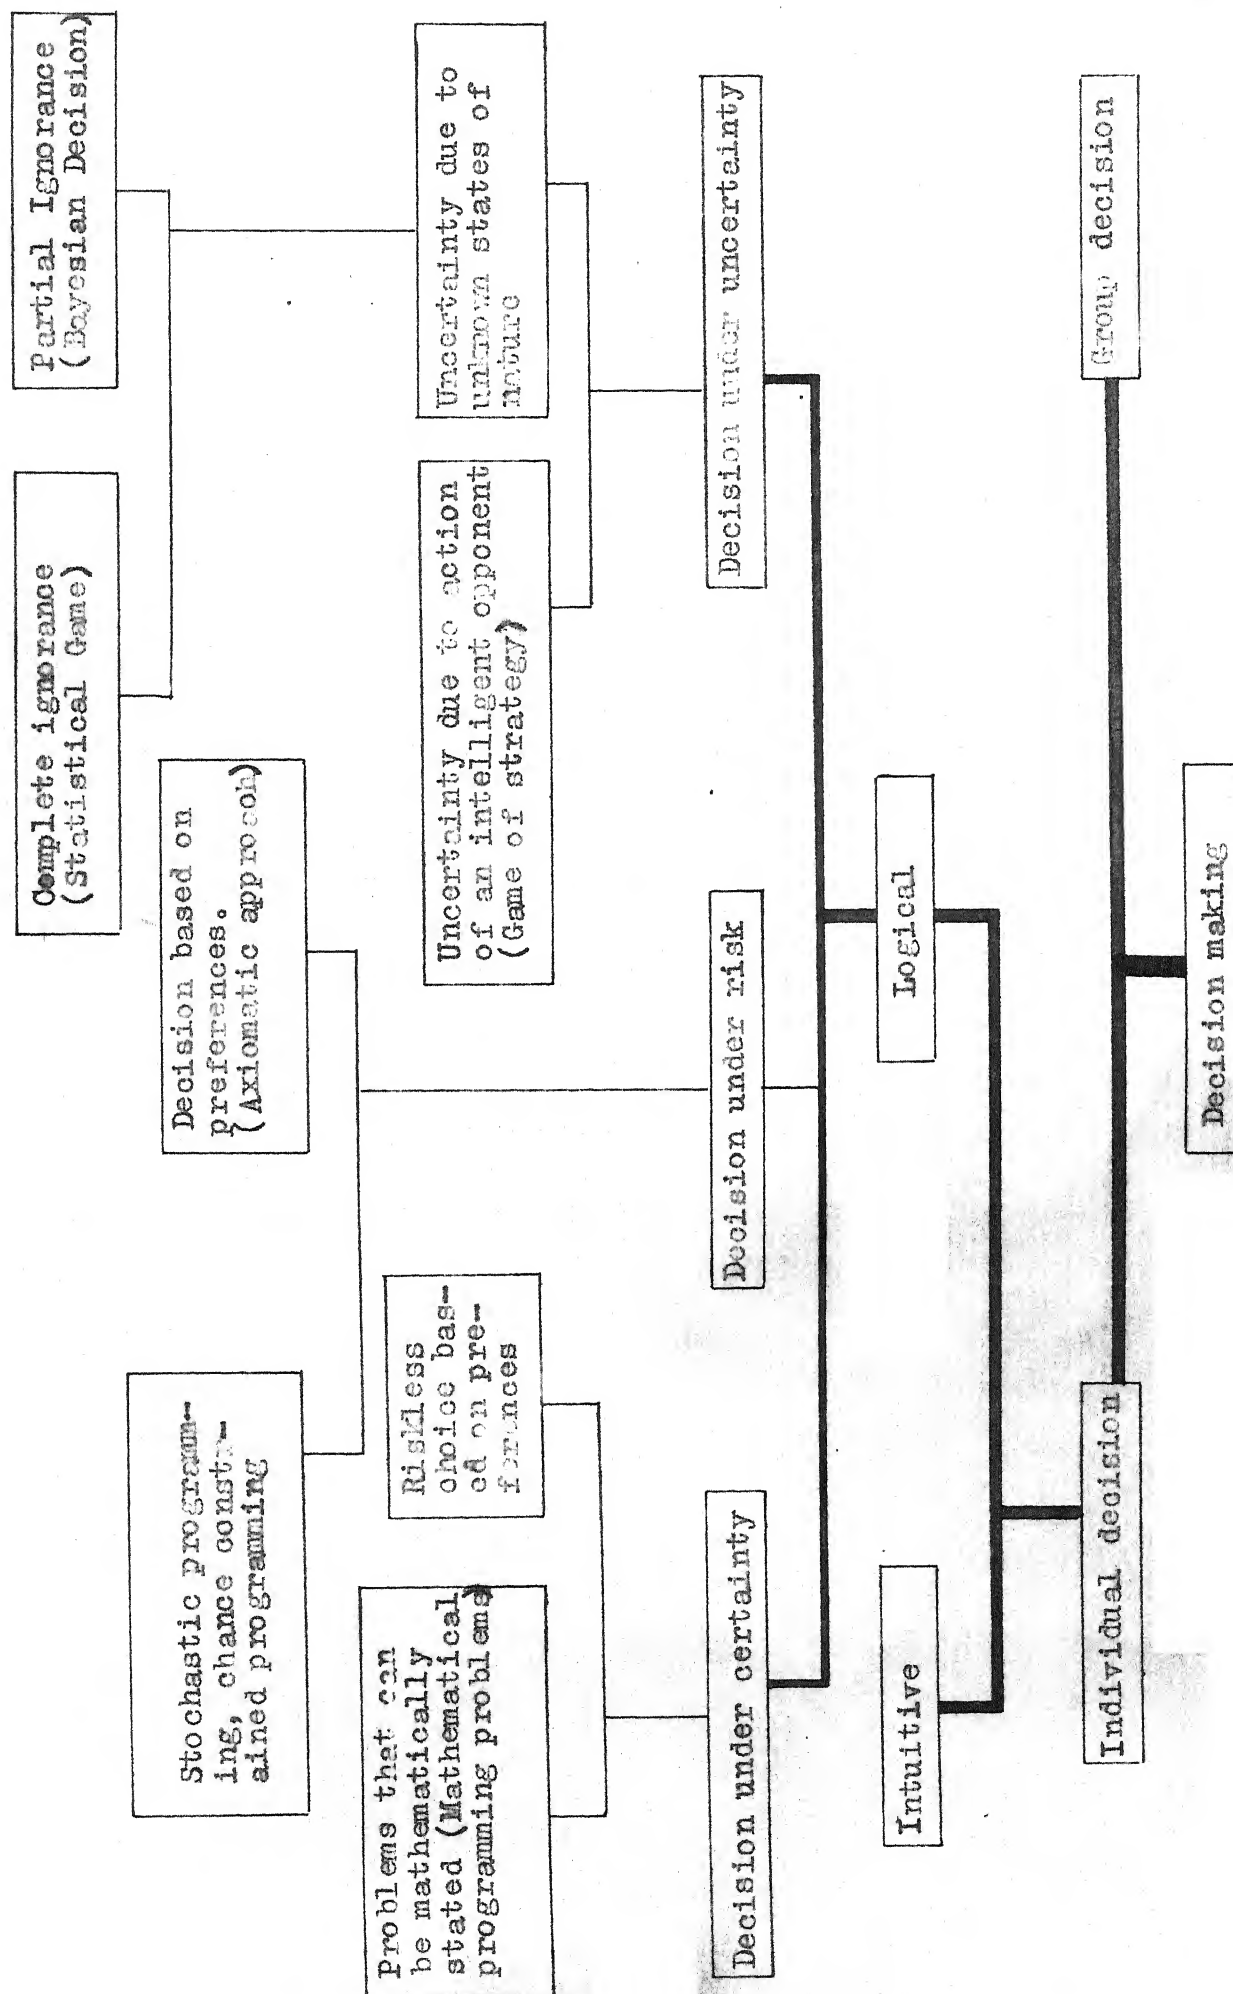 Partial Ignorance
(Bayesian Decision)
Complete ignorance
(Statistical Game)
Decision based on
preferences.
(Axiomatic approach)
Stochastic programm-
ing, chance constr-
ained programming
Uncertainty due to
unknown states of
nature
Uncertainty due to action
of an intelligent opponent
(Game of strategy)
Riskless
choice bas-
ed on pre-
ferences
Problems that can
be mathematically
stated (Mathematical
programming problems)
Decision under uncertainty
Decision under risk
Decision under certainty
Logical
Intuitive
Group decision
Individual decision
Decision making